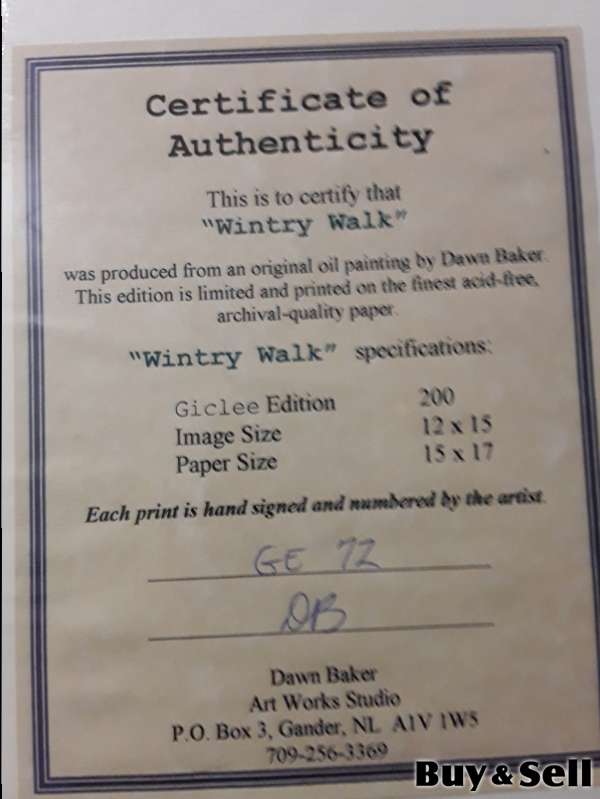 Certificate of
Authenticity
This is to certify that
"Wintry Walk"
was produced from an original oil painting by Dawn Baker.
This edition is limited and printed on the finest acid-free,
archival-quality paper.
"Wintry Walk" specifications:
Giclee Edition 200
Image Size 12 x 15
Paper Size 15 x 17
Each print is hand signed and numbered by the artist.
GE 72
DB
Dawn Baker
Art Works Studio
P.O. Box 3, Gander, NL A1V 1W5
709-256-3369
Buy & Sell